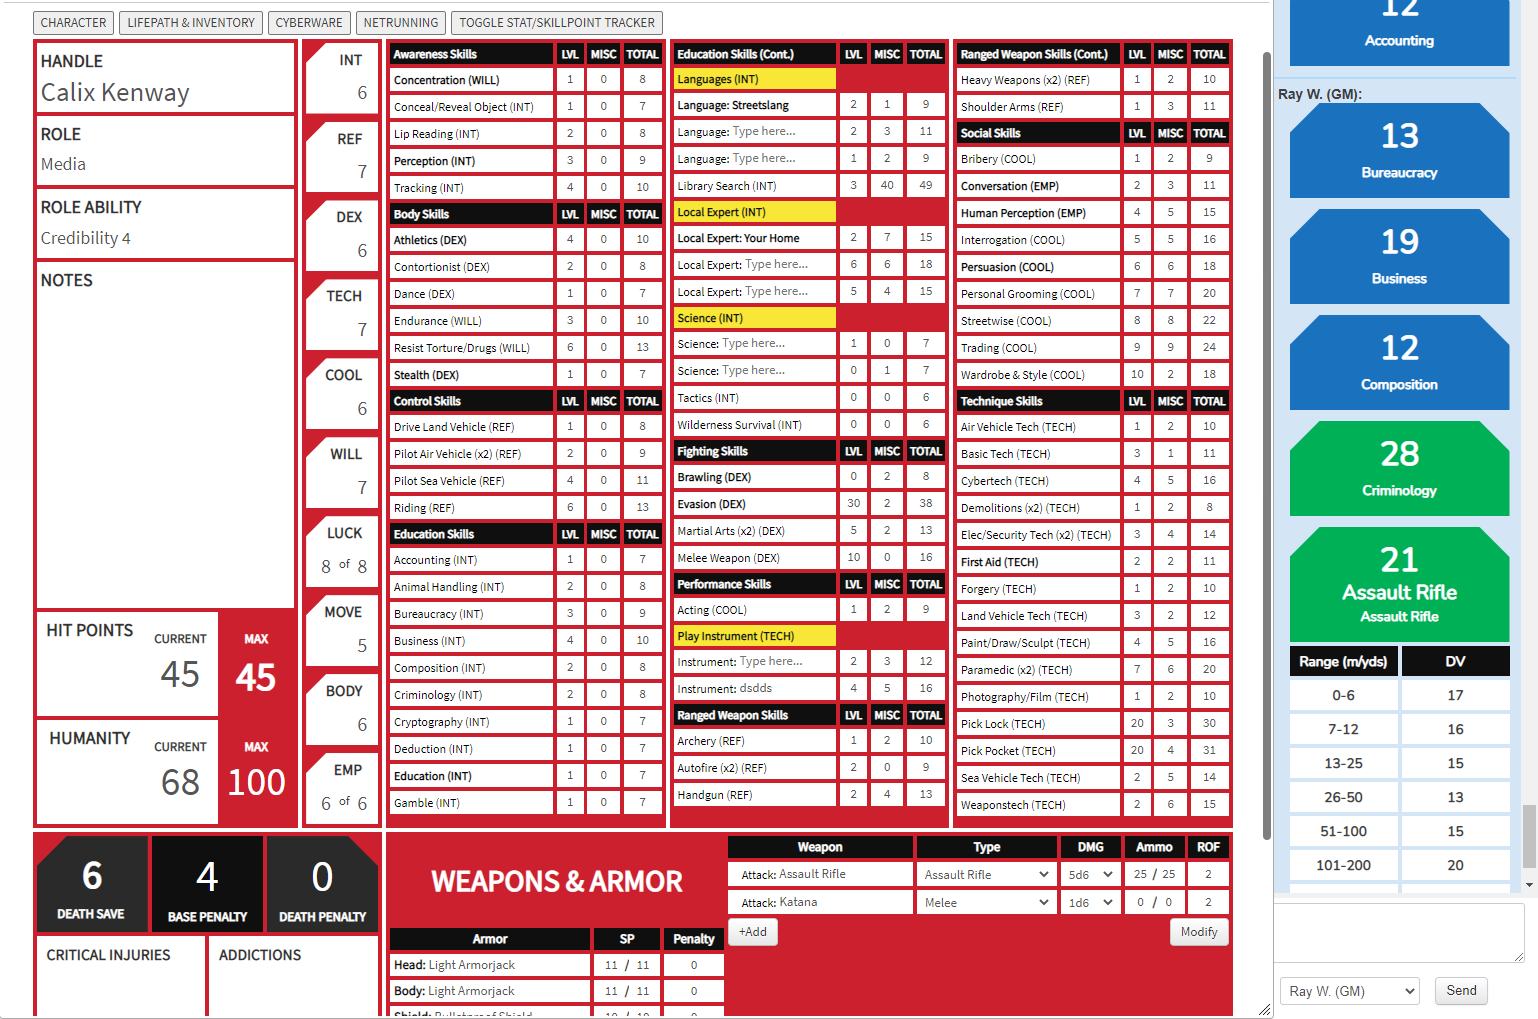 CHARACTER LIFEPATH & INVENTORY CYBERWARE NETRUNNING TOGGLE STAT/SKILLPOINT TRACKER
HANDLE
Calix Kenway
ROLE
Media
ROLE ABILITY
Credibility 4
NOTES
HIT POINTS CURRENT MAX
45 45
HUMANITY CURRENT MAX
68 100
INT
6
REF
7
DEX
6
TECH
7
COOL
6
WILL
7
LUCK
8 of 8
MOVE
5
BODY
6
EMP
6 of 6
Awareness Skills LVL MISC TOTAL
Concentration (WILL) 1 0 8
Conceal/Reveal Object (INT) 1 0 7
Lip Reading (INT) 2 0 8
Perception (INT) 3 0 9
Tracking (INT) 4 0 10
Body Skills LVL MISC TOTAL
Athletics (DEX) 4 0 10
Contortionist (DEX) 2 0 8
Dance (DEX) 1 0 7
Endurance (WILL) 3 0 10
Resist Torture/Drugs (WILL) 6 0 13
Stealth (DEX) 1 0 7
Control Skills LVL MISC TOTAL
Drive Land Vehicle (REF) 1 0 8
Pilot Air Vehicle (x2) (REF) 2 0 9
Pilot Sea Vehicle (REF) 4 0 11
Riding (REF) 6 0 13
Education Skills LVL MISC TOTAL
Accounting (INT) 1 0 7
Animal Handling (INT) 2 0 8
Bureaucracy (INT) 3 0 9
Business (INT) 4 0 10
Composition (INT) 2 0 8
Criminology (INT) 2 0 8
Cryptography (INT) 1 0 7
Deduction (INT) 1 0 7
Education (INT) 1 0 7
Gamble (INT) 1 0 7
Education Skills (Cont.) LVL MISC TOTAL
Languages (INT)
Language: Streetslang 2 1 9
Language: Type here... 2 3 11
Language: Type here... 1 2 9
Library Search (INT) 3 40 49
Local Expert (INT)
Local Expert: Your Home 2 7 15
Local Expert: Type here... 6 6 18
Local Expert: Type here... 5 4 15
Science (INT)
Science: Type here... 1 0 7
Science: Type here... 0 1 7
Tactics (INT) 0 0 6
Wilderness Survival (INT) 0 0 6
Fighting Skills LVL MISC TOTAL
Brawling (DEX) 0 2 8
Evasion (DEX) 30 2 38
Martial Arts (x2) (DEX) 5 2 13
Melee Weapon (DEX) 10 0 16
Performance Skills LVL MISC TOTAL
Acting (COOL) 1 2 9
Play Instrument (TECH)
Instrument: Type here... 2 3 12
Instrument: dsdds 4 5 16
Ranged Weapon Skills LVL MISC TOTAL
Archery (REF) 1 2 10
Autofire (x2) (REF) 2 0 9
Handgun (REF) 2 4 13
Ranged Weapon Skills (Cont.) LVL MISC TOTAL
Heavy Weapons (x2) (REF) 1 2 10
Shoulder Arms (REF) 1 3 11
Social Skills LVL MISC TOTAL
Bribery (COOL) 1 2 9
Conversation (EMP) 2 3 11
Human Perception (EMP) 4 5 15
Interrogation (COOL) 5 5 16
Persuasion (COOL) 6 6 18
Personal Grooming (COOL) 7 7 20
Streetwise (COOL) 8 8 22
Trading (COOL) 9 9 24
Wardrobe & Style (COOL) 10 2 18
Technique Skills LVL MISC TOTAL
Air Vehicle Tech (TECH) 1 2 10
Basic Tech (TECH) 3 1 11
Cybertech (TECH) 4 5 16
Demolitions (x2) (TECH) 1 2 8
Elec/Security Tech (x2) (TECH) 3 4 14
First Aid (TECH) 2 2 11
Forgery (TECH) 1 2 10
Land Vehicle Tech (TECH) 3 2 12
Paint/Draw/Sculpt (TECH) 4 5 16
Paramedic (x2) (TECH) 7 6 20
Photography/Film (TECH) 1 2 10
Pick Lock (TECH) 20 3 30
Pick Pocket (TECH) 20 4 31
Sea Vehicle Tech (TECH) 2 5 14
Weaponstech (TECH) 2 6 15
6 4 0
DEATH SAVE BASE PENALTY DEATH PENALTY
CRITICAL INJURIES ADDICTIONS
WEAPONS & ARMOR
Armor SP Penalty
Head: Light Armorjack 11 / 11 0
Body: Light Armorjack 11 / 11 0
Shield: Bulletproof Shield 10 / 10 0
Weapon Type DMG Ammo ROF
Attack: Assault Rifle Assault Rifle 5d6 25 / 25 2
Attack: Katana Melee 1d6 0 / 0 2
+Add Modify
12
Accounting
Ray W. (GM):
13
Bureaucracy
19
Business
12
Composition
28
Criminology
21
Assault Rifle
Assault Rifle
Range (m/yds) DV
0-6 17
7-12 16
13-25 15
26-50 13
51-100 15
101-200 20
Ray W. (GM) Send